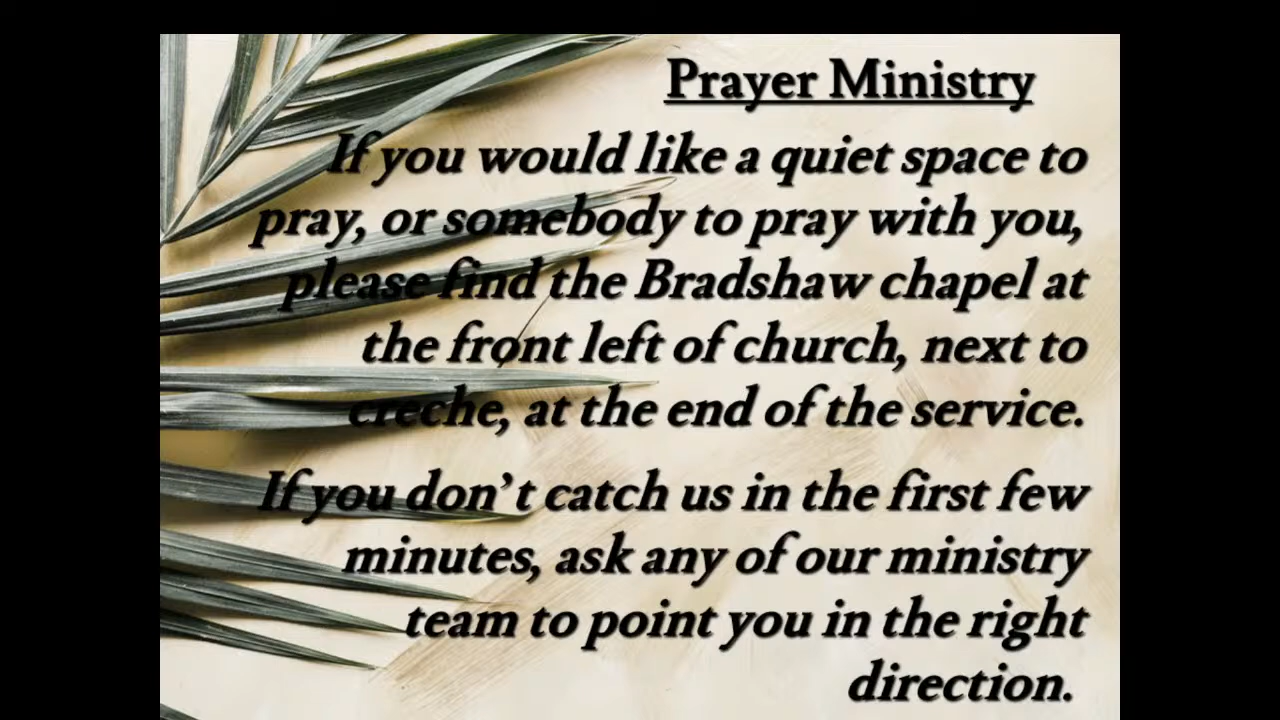 Prayer Ministry
If you would like a quiet space to
pray, or somebody to pray with you,
please find the Bradshaw chapel at
the front left of church, next to
creche, at the end of the service.
If you don’t catch us in the first few
minutes, ask any of our ministry
team to point you in the right
direction.